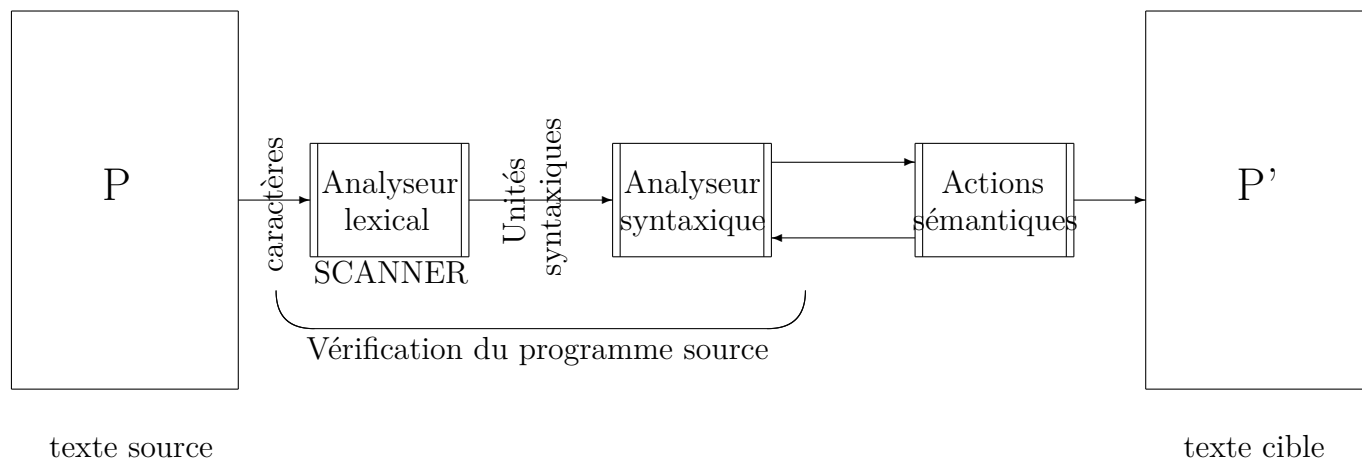 P
caractères
Analyseur
lexical
SCANNER
Unités
syntaxiques
Analyseur
syntaxique
Actions
sémantiques
P'
Vérification du programme source
texte source
texte cible